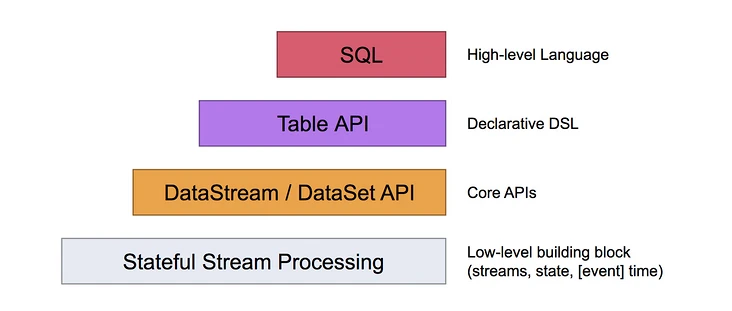 SQL
High-level Language
Table API
Declarative DSL
DataStream / DataSet API
Core APIs
Stateful Stream Processing
Low-level building block
(streams, state, [event] time)